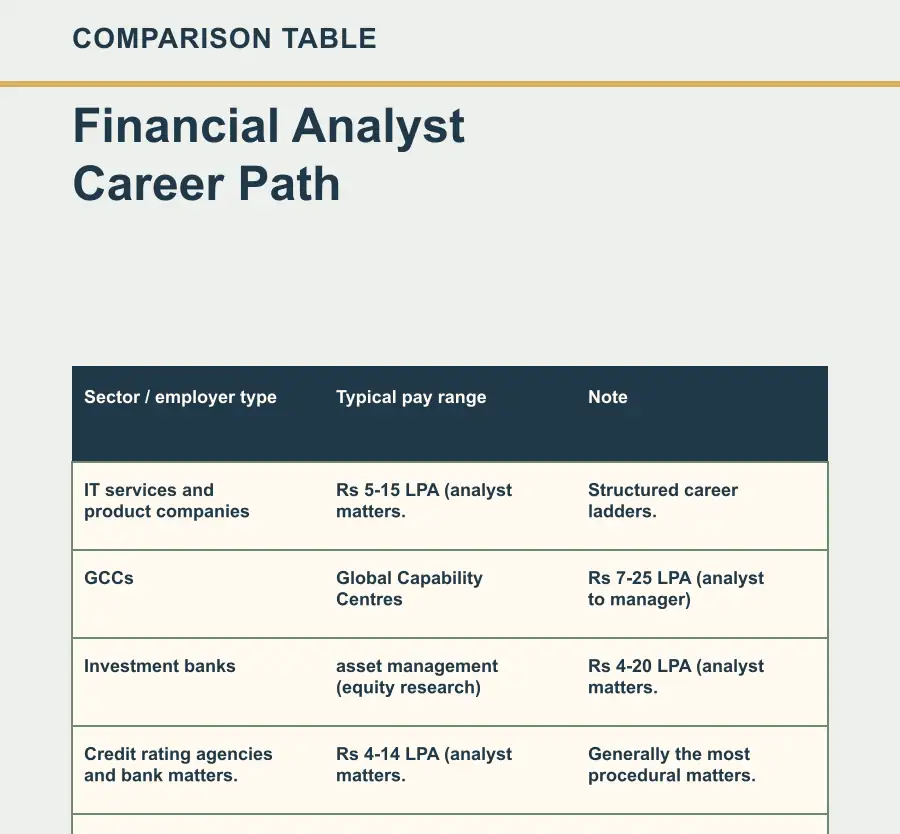 COMPARISON TABLE
Financial Analyst
Career Path
Sector / employer type
Typical pay range
Note
IT services and
product companies
Rs 5-15 LPA (analyst
matters.
Structured career
ladders.
GCCs
Global Capability
Centres
Rs 7-25 LPA (analyst
to manager)
Investment banks
asset management
(equity research)
Rs 4-20 LPA (analyst
matters.
Credit rating agencies
and bank matters.
Rs 4-14 LPA (analyst
matters.
Generally the most
procedural matters.